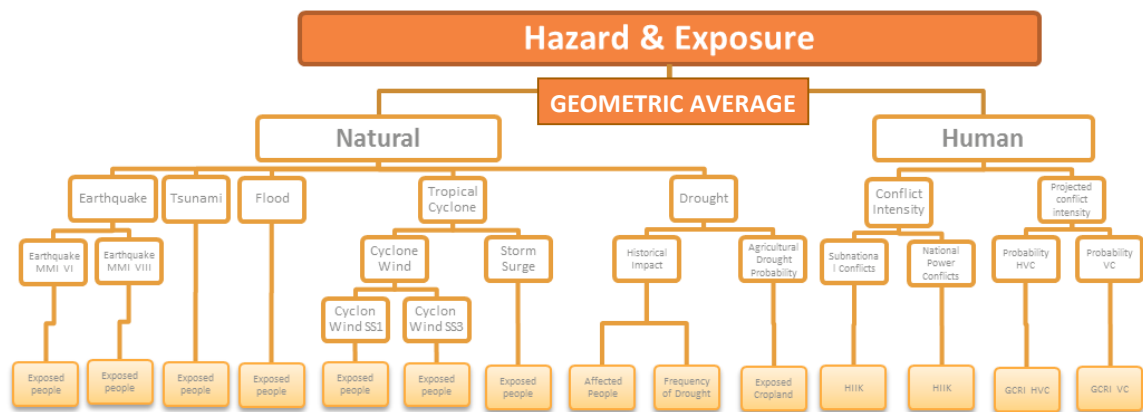 Hazard & Exposure
GEOMETRIC AVERAGE
Natural
Human
Earthquake
Tsunami
Flood
Tropical
Cyclone
Drought
Conflict
Intensity
Projected
conflict
intensity
Earthquake
MMI VI
Earthquake
MMI VIII
Cyclone
Wind
Storm
Surge
Historical
Impact
Agricultural
Drought
Probability
Subnationa
l Conflicts
National
Power
Conflicts
Probability
HVC
Probability
VC
Cyclon
Wind SS1
Cyclon
Wind SS3
Exposed
people
Exposed
people
Exposed
people
Exposed
people
Exposed
people
Exposed
people
Exposed
people
Affected
People
Frequency
of Drought
Exposed
Cropland
HIIK
HIIK
GCRI HVC
GCRI VC